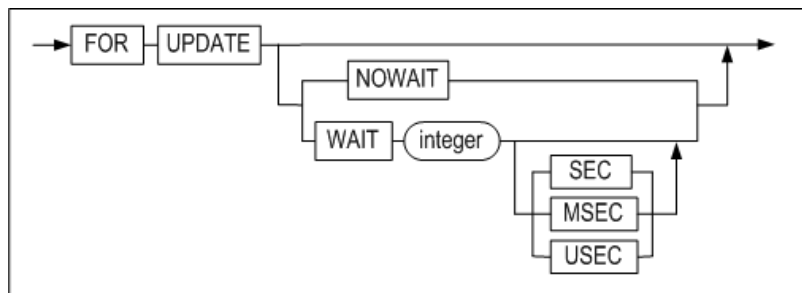 FOR UPDATE
NOWAIT
WAIT integer
SEC
MSEC
USEC